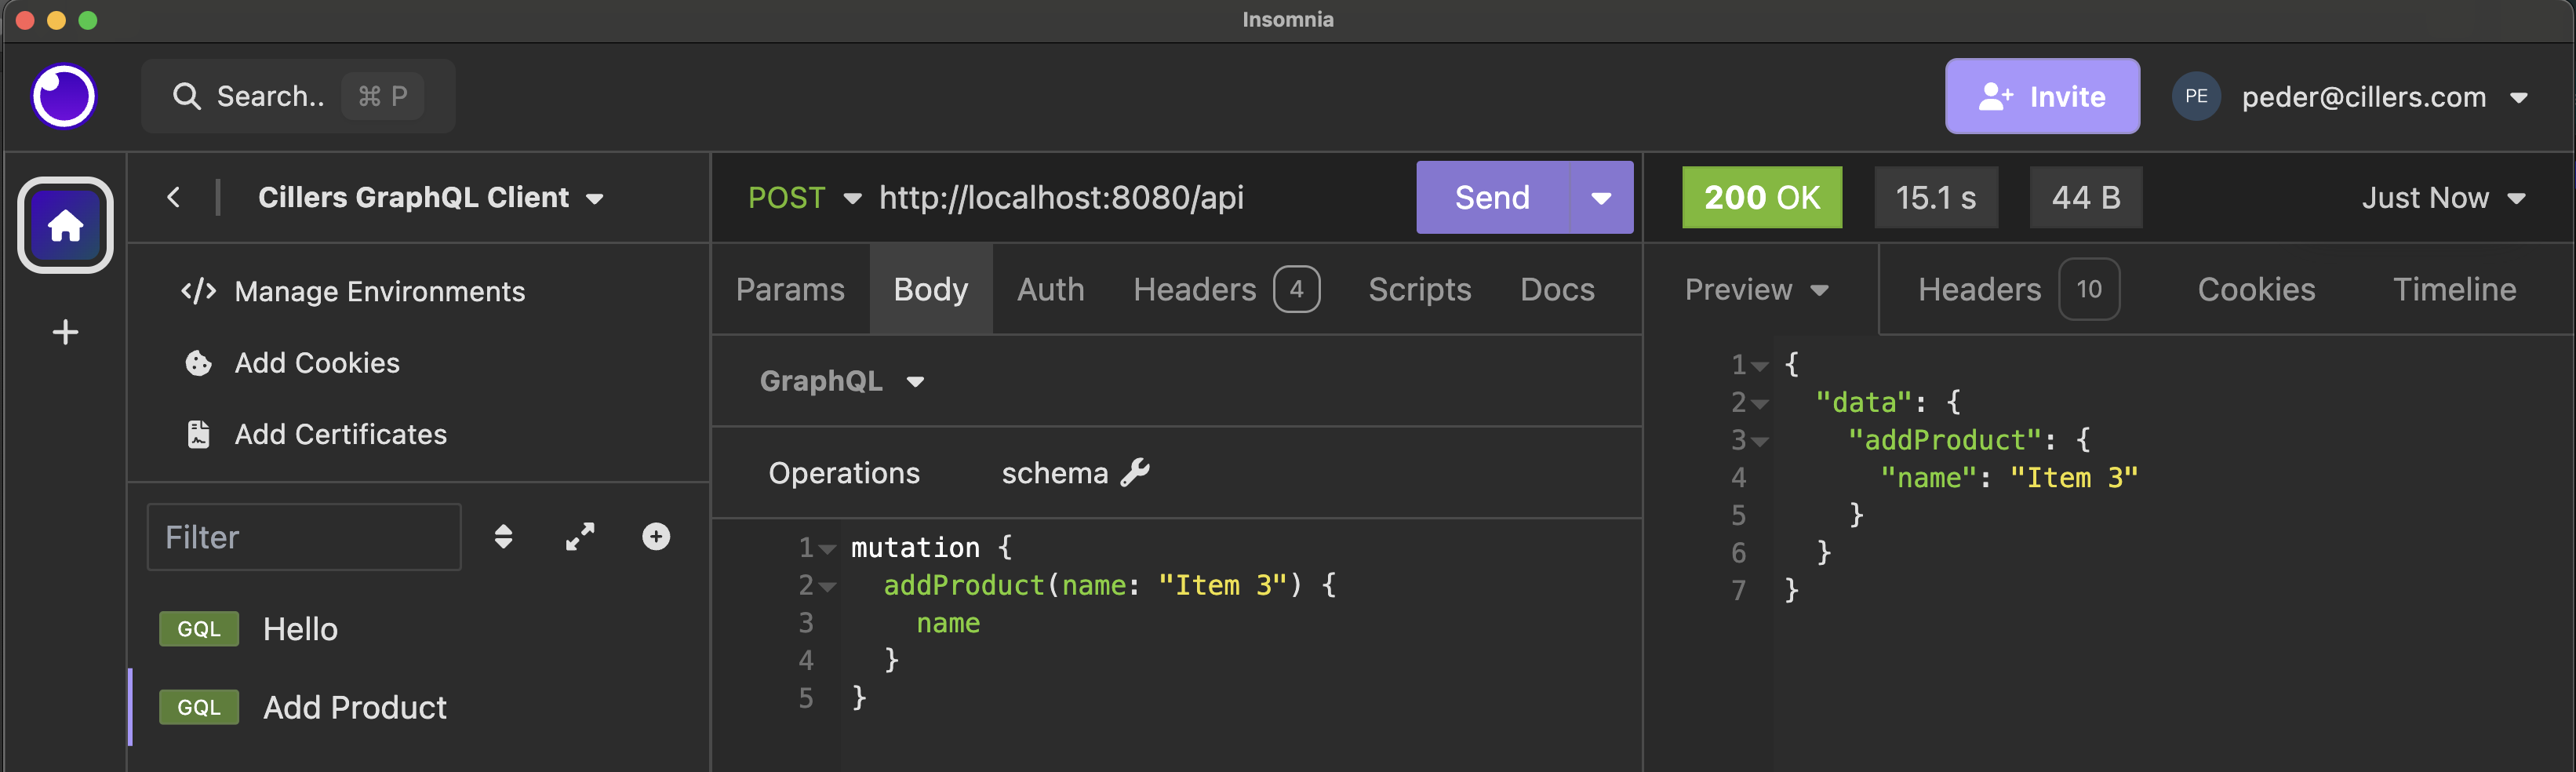 Insomnia
Search.. ⌘ P
Invite PE peder@cillers.com
Cillers GraphQL Client
Manage Environments
Add Cookies
Add Certificates
Filter
GQL Hello
GQL Add Product
POST http://localhost:8080/api Send
Params Body Auth Headers 4 Scripts Docs
GraphQL
Operations schema
1 mutation {
2 addProduct(name: "Item 3") {
3 name
4 }
5 }
200 OK 15.1 s 44 B Just Now
Preview Headers 10 Cookies Timeline
1 {
2 "data": {
3 "addProduct": {
4 "name": "Item 3"
5 }
6 }
7 }